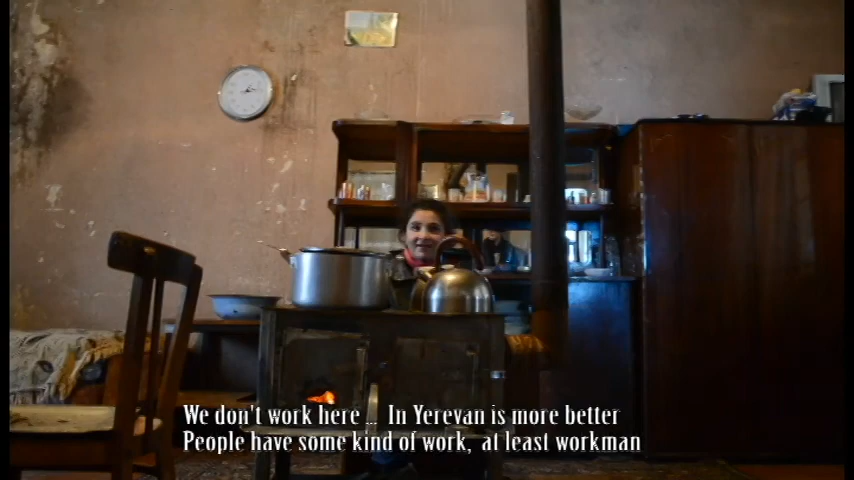 We don't work here ... In Yerevan is more better
People have some kind of work, at least workman